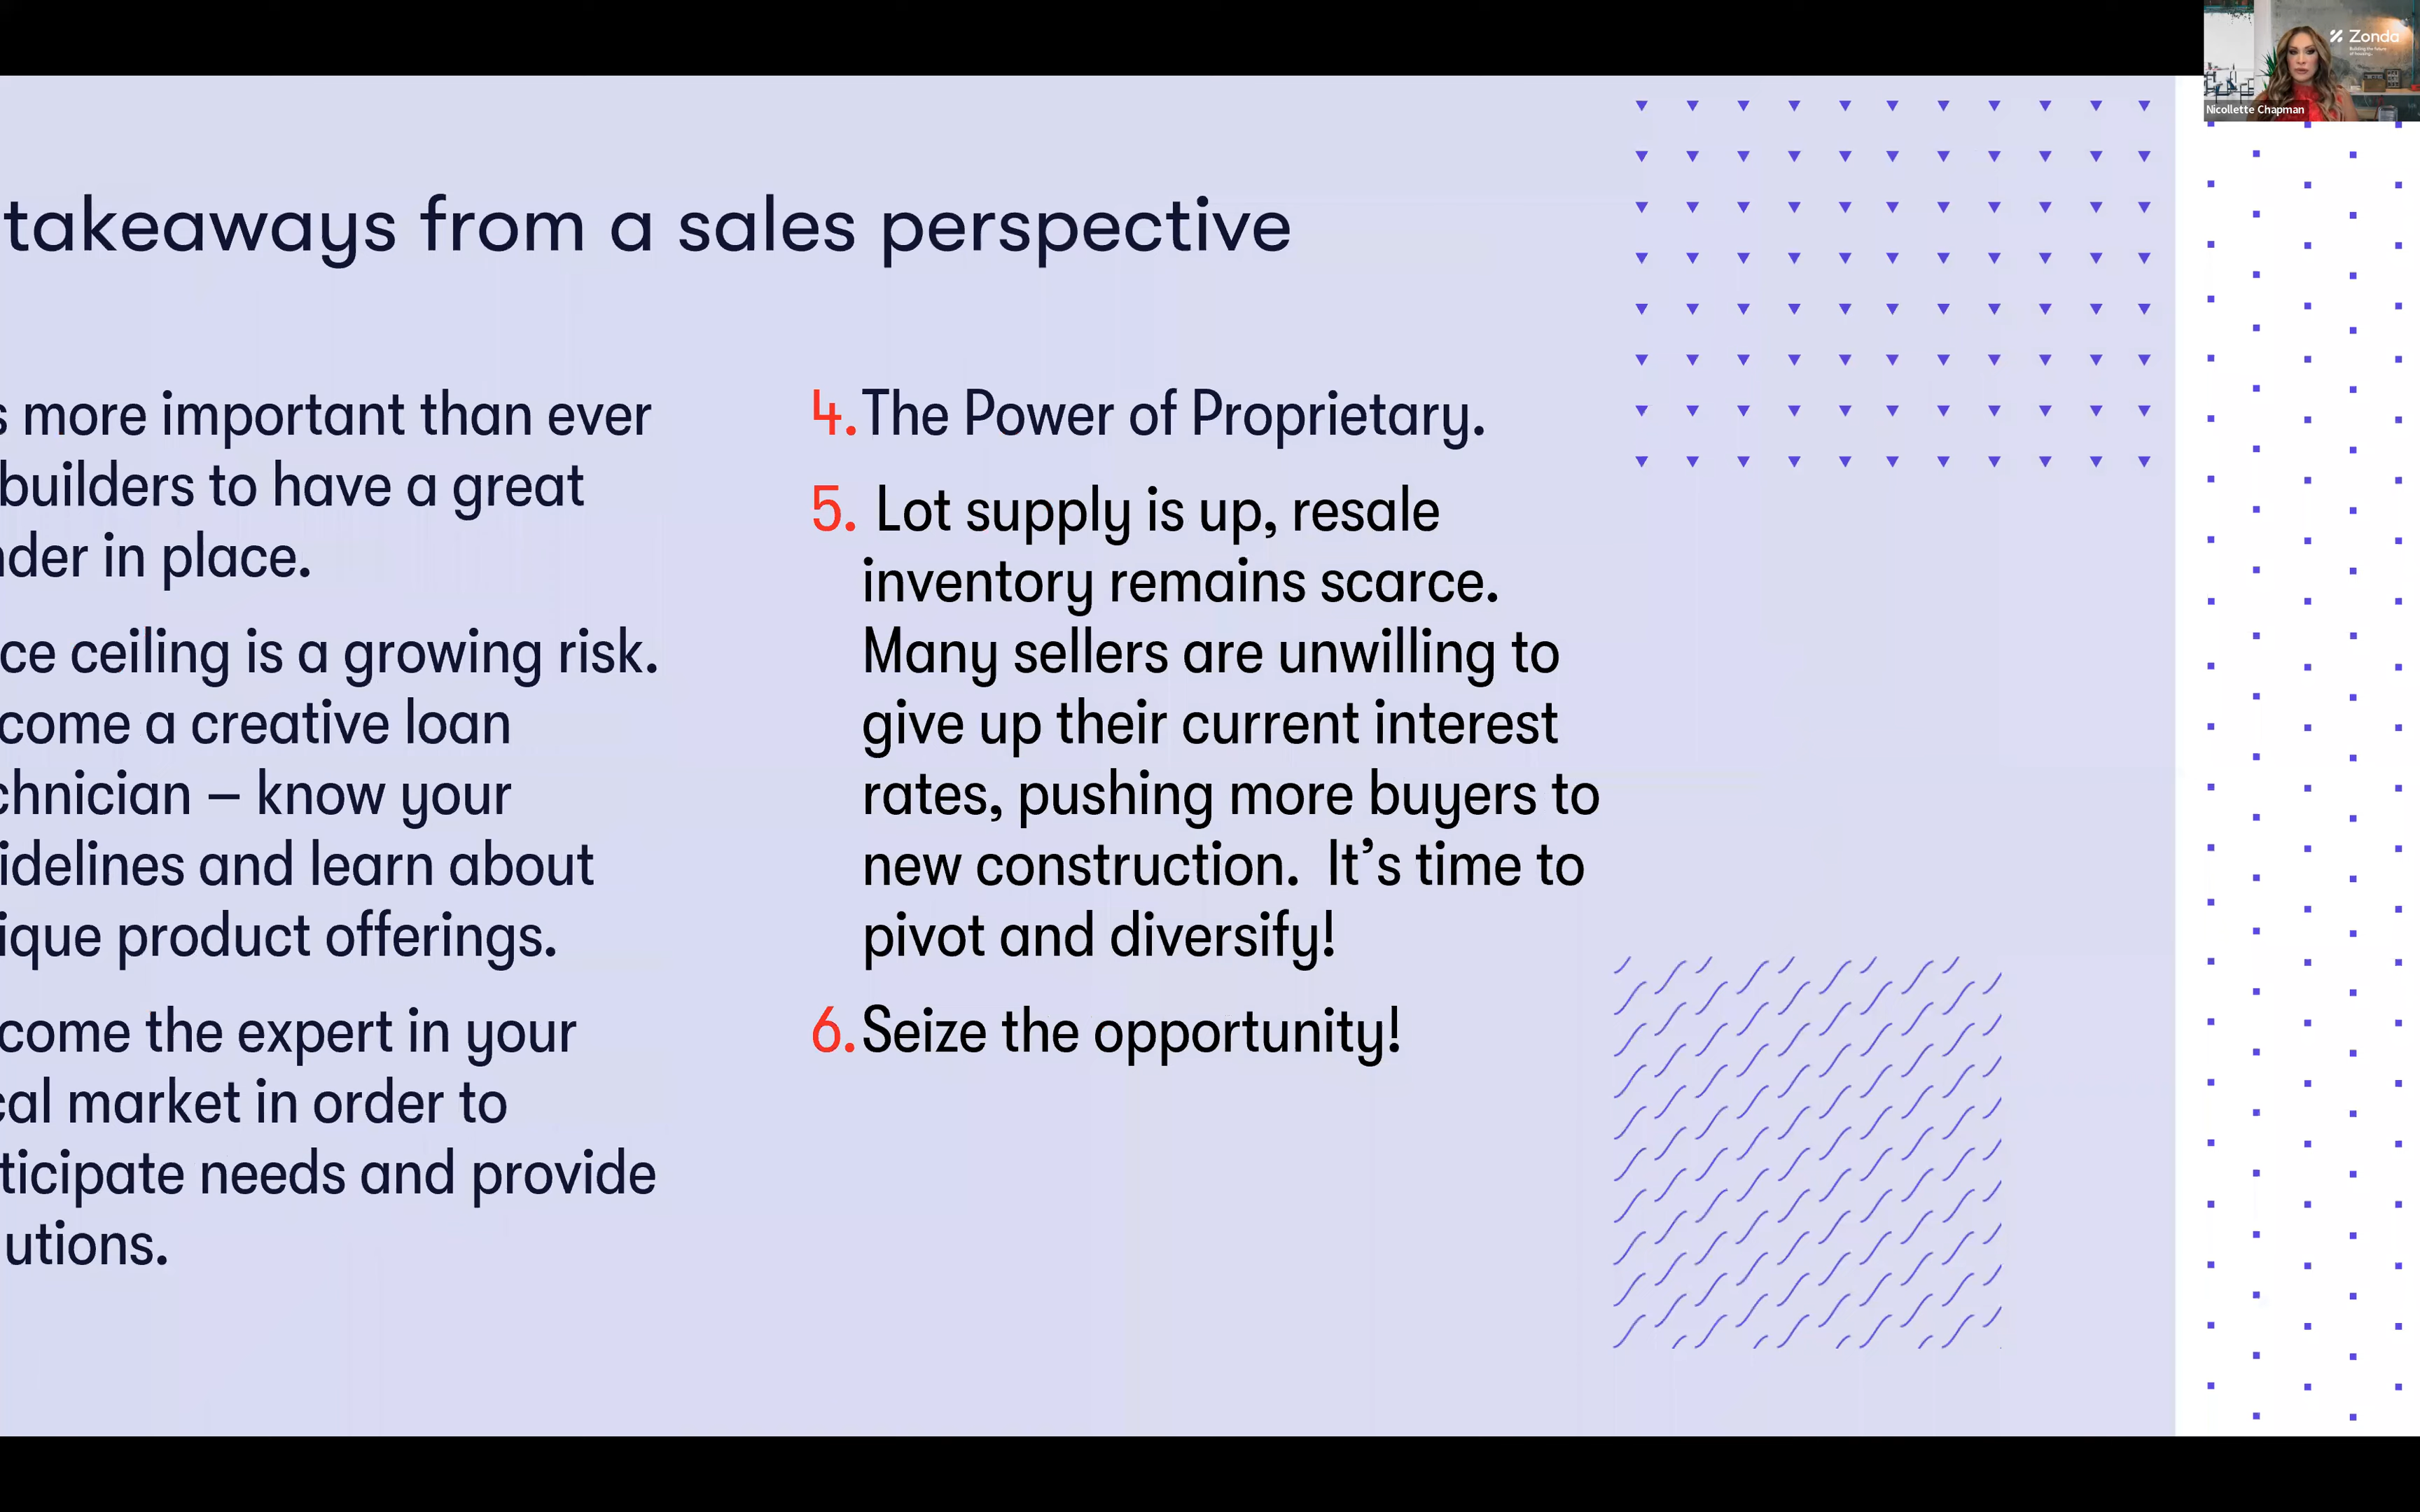 takeaways from a sales perspective
s more important than ever
builders to have a great
nder in place.
ce ceiling is a growing risk.
come a creative loan
chnician – know your
idelines and learn about
ique product offerings.
come the expert in your
cal market in order to
ticipate needs and provide
utions.
4. The Power of Proprietary.
5. Lot supply is up, resale
inventory remains scarce.
Many sellers are unwilling to
give up their current interest
rates, pushing more buyers to
new construction. It’s time to
pivot and diversify!
6. Seize the opportunity!
Zonda
Nicollette Chapman